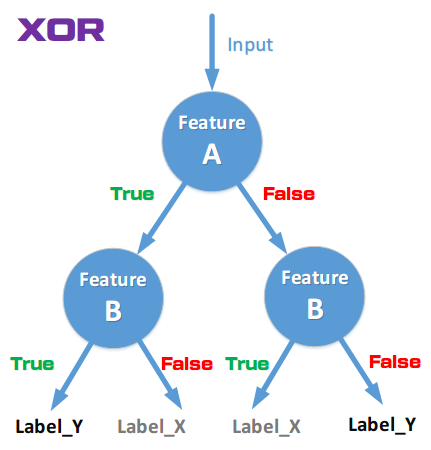 XOR
Input
Feature
A
True
False
Feature
B
Feature
B
True
False
True
False
Label_Y
Label_X
Label_X
Label_Y